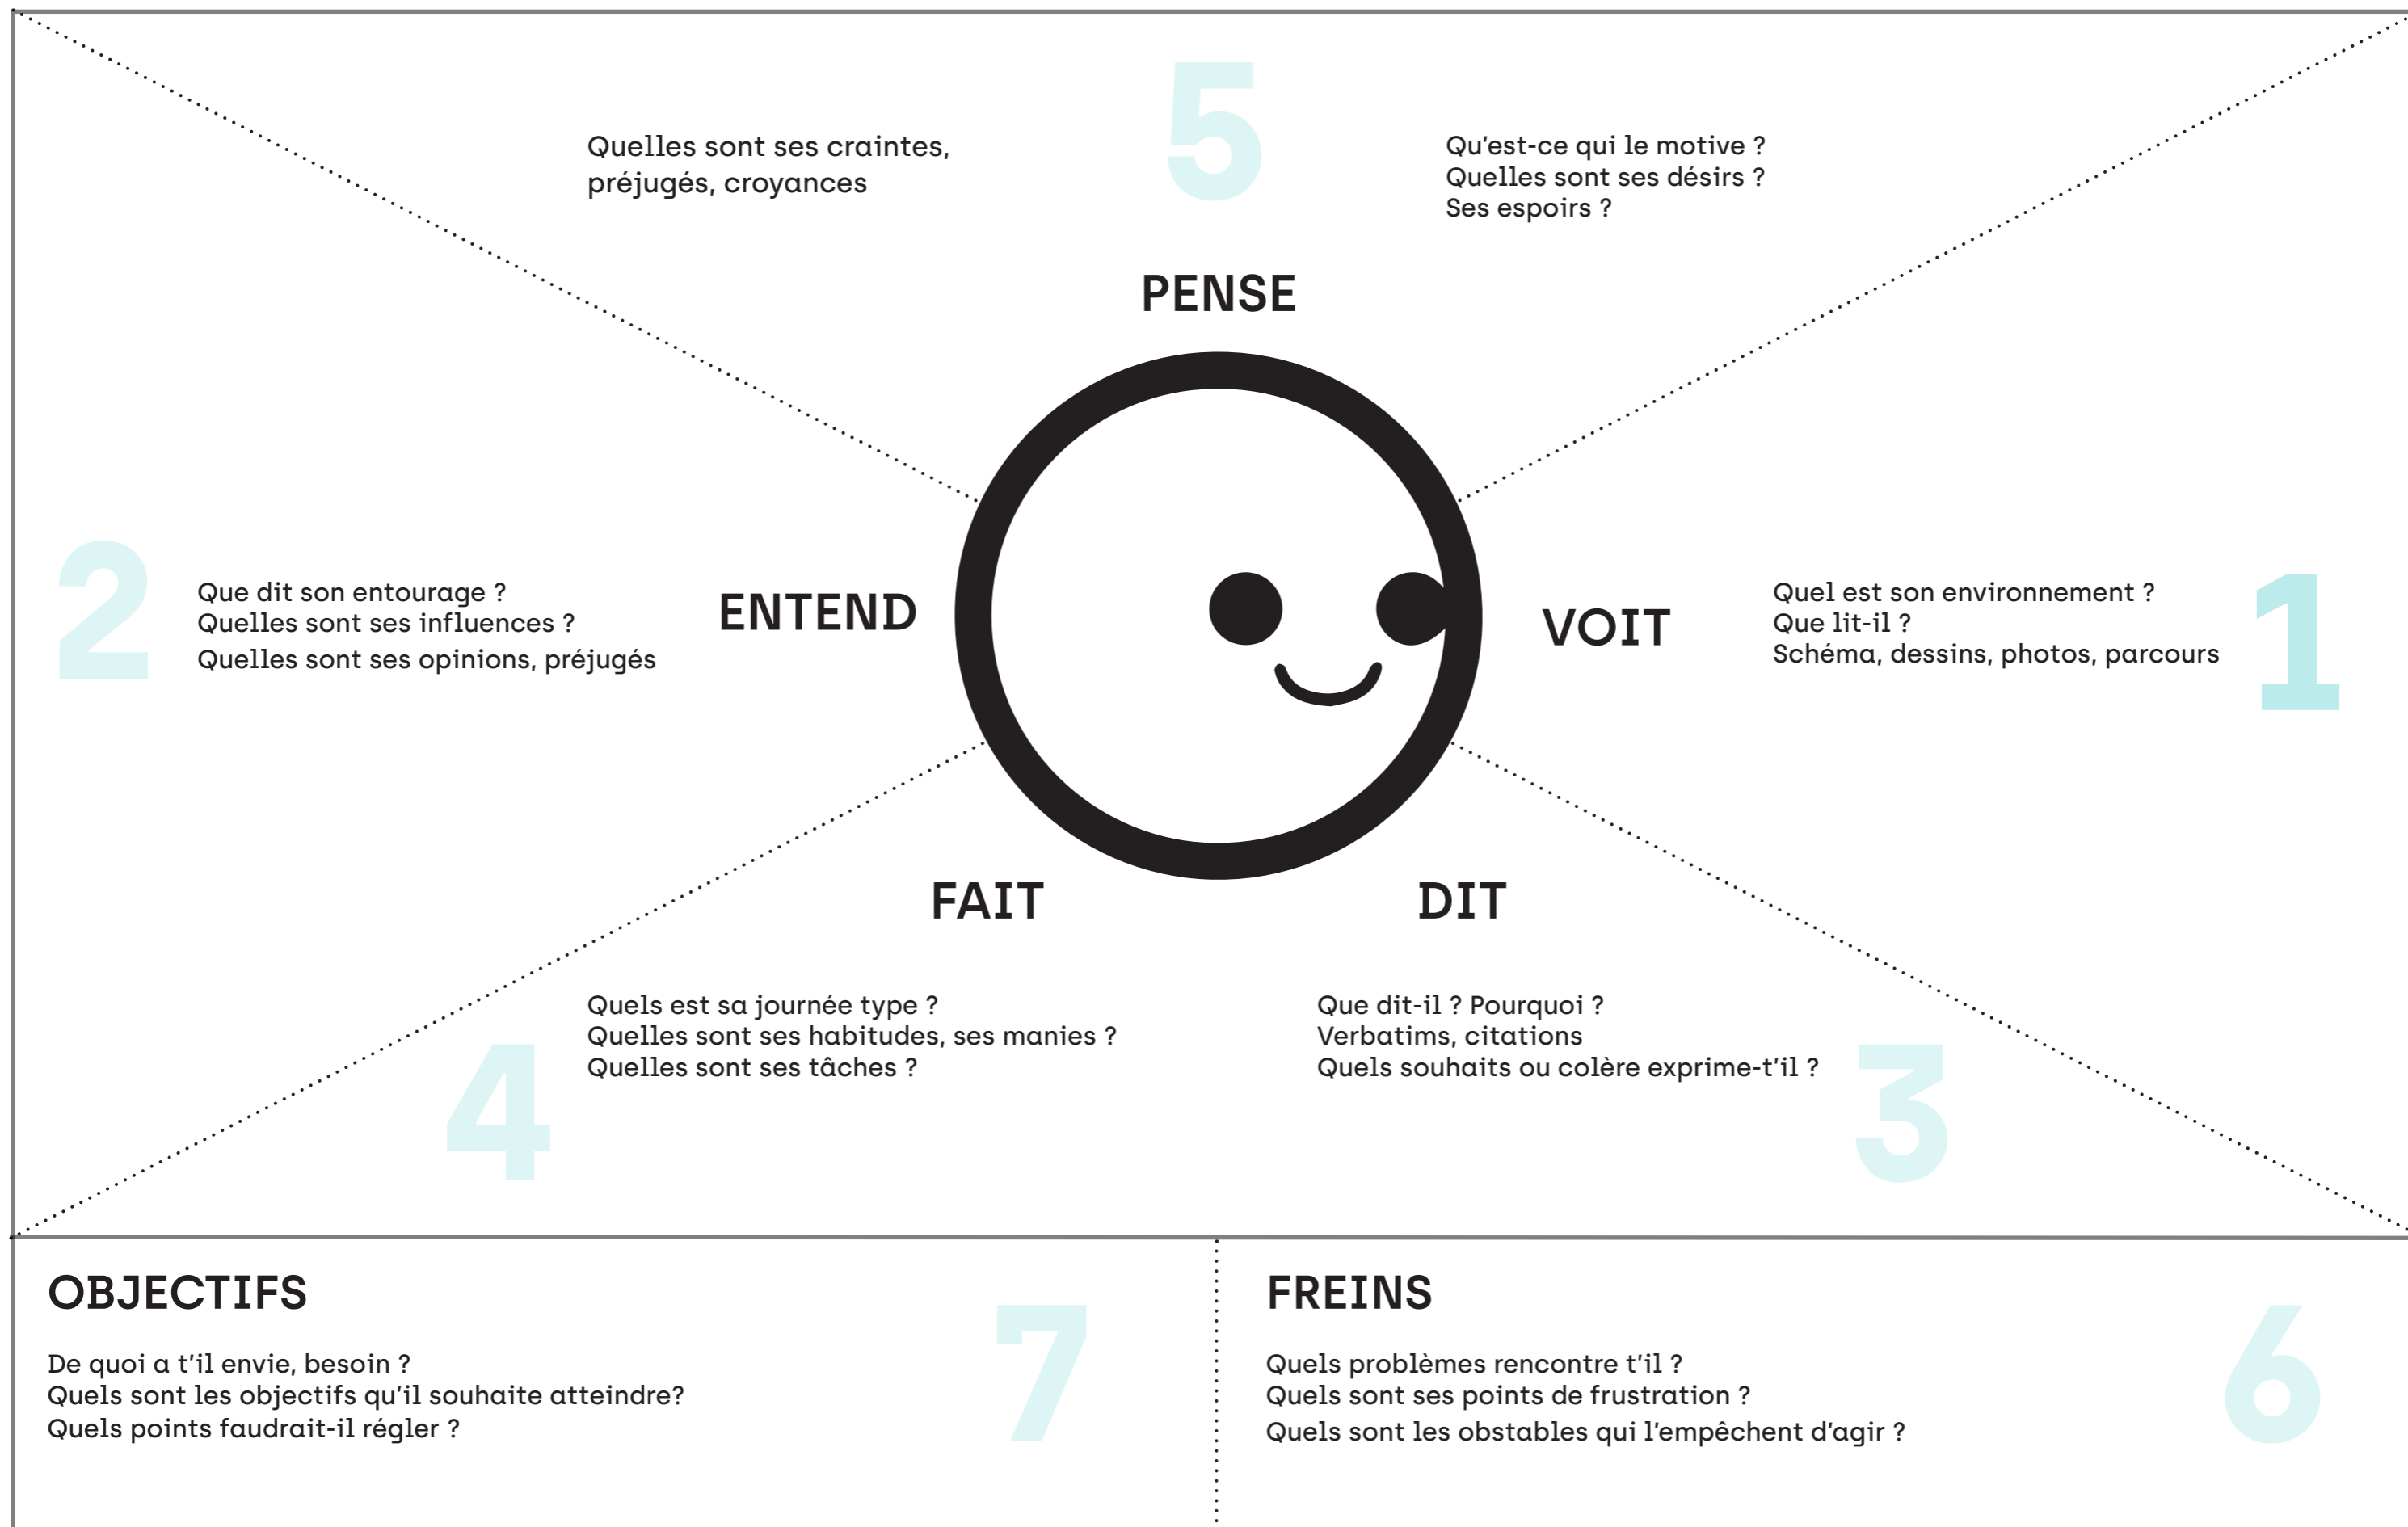 5
Quelles sont ses craintes,
préjugés, croyances
Qu’est-ce qui le motive ?
Quelles sont ses désirs ?
Ses espoirs ?
PENSE
2
Que dit son entourage ?
Quelles sont ses influences ?
Quelles sont ses opinions, préjugés
ENTEND
VOIT
Quel est son environnement ?
Que lit-il ?
Schéma, dessins, photos, parcours
1
FAIT
Quels est sa journée type ?
Quelles sont ses habitudes, ses manies ?
Quelles sont ses tâches ?
4
DIT
Que dit-il ? Pourquoi ?
Verbatims, citations
Quels souhaits ou colère exprime-t’il ?
3
OBJECTIFS
De quoi a t’il envie, besoin ?
Quels sont les objectifs qu’il souhaite atteindre?
Quels points faudrait-il régler ?
7
FREINS
Quels problèmes rencontre t’il ?
Quels sont ses points de frustration ?
Quels sont les obstables qui l’empêchent d’agir ?
6